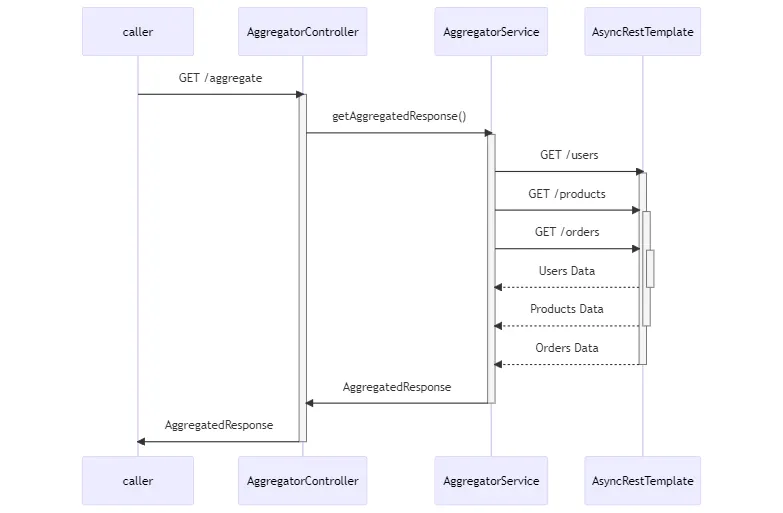 caller
AggregatorController
AggregatorService
AsyncRestTemplate
GET /aggregate
getAggregatedResponse()
GET /users
GET /products
GET /orders
Users Data
Products Data
Orders Data
AggregatedResponse
AggregatedResponse
caller
AggregatorController
AggregatorService
AsyncRestTemplate